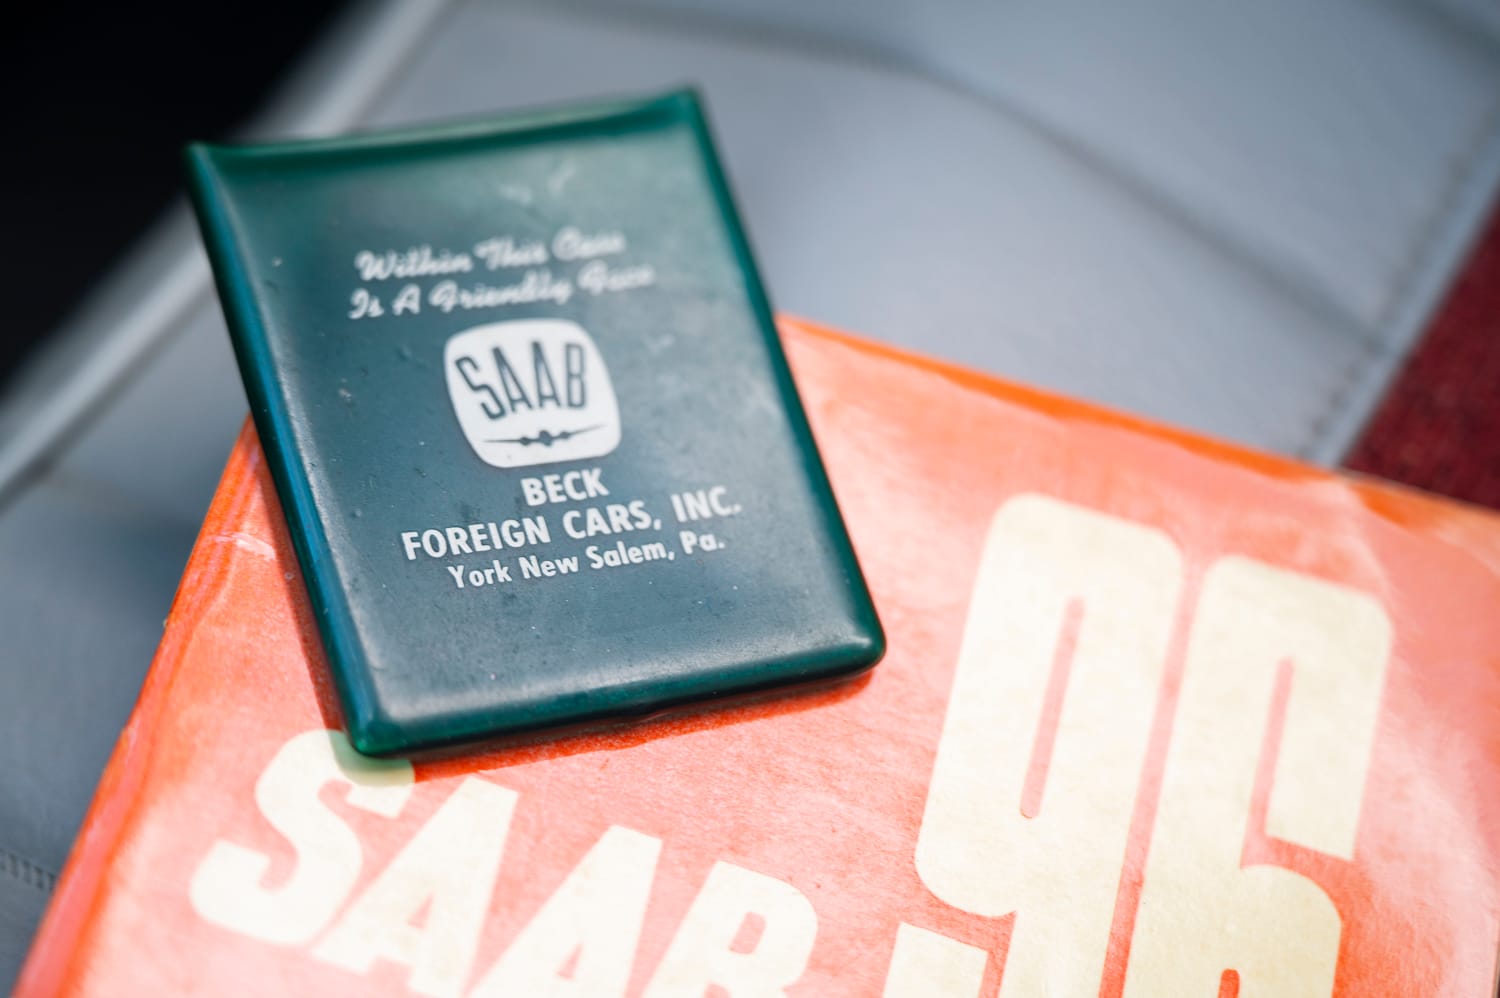 Within This Case
Is A Friendly Face
SAAB
BECK
FOREIGN CARS, INC.
York New Salem, Pa.
96
SAAB